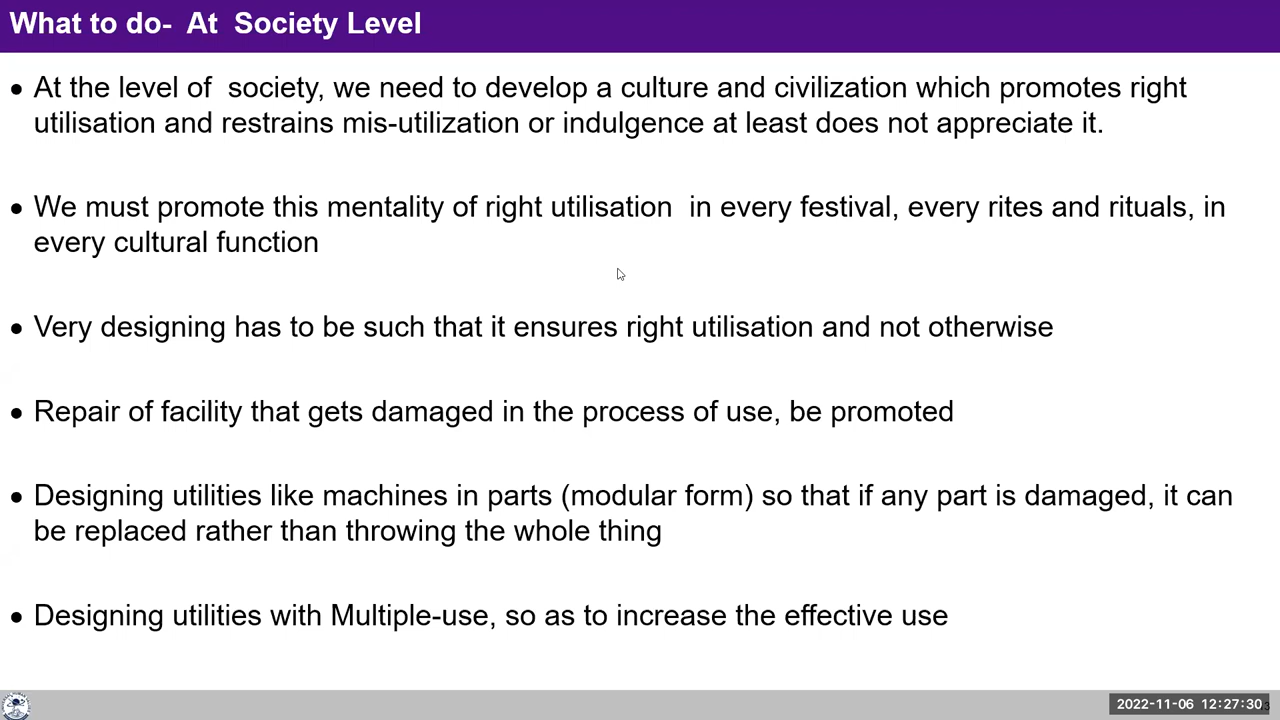 What to do- At Society Level
• At the level of society, we need to develop a culture and civilization which promotes right
utilisation and restrains mis-utilization or indulgence at least does not appreciate it.
• We must promote this mentality of right utilisation in every festival, every rites and rituals, in
every cultural function
• Very designing has to be such that it ensures right utilisation and not otherwise
• Repair of facility that gets damaged in the process of use, be promoted
• Designing utilities like machines in parts (modular form) so that if any part is damaged, it can
be replaced rather than throwing the whole thing
• Designing utilities with Multiple-use, so as to increase the effective use
2022-11-06 12:27:30